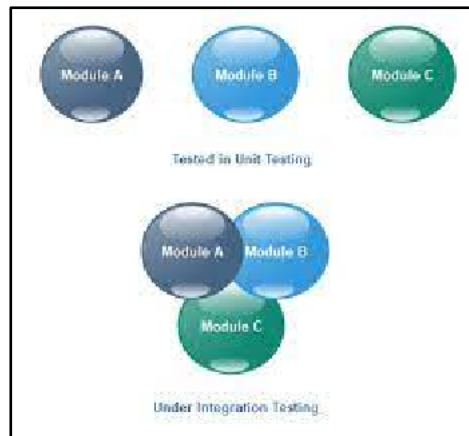 Module A Module B Module C
Tested in Unit Testing
Module A Module B
Module C
Under Integration Testing